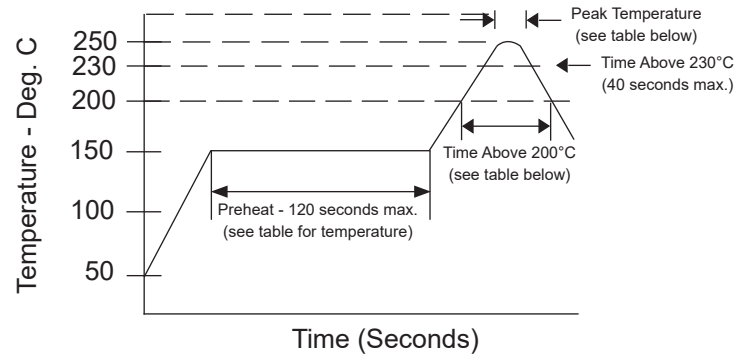 Temperature - Deg. C
250
230
200
150
100
50
Peak Temperature
(see table below)
Time Above 230°C
(40 seconds max.)
Time Above 200°C
(see table below)
Preheat - 120 seconds max.
(see table for temperature)
Time (Seconds)